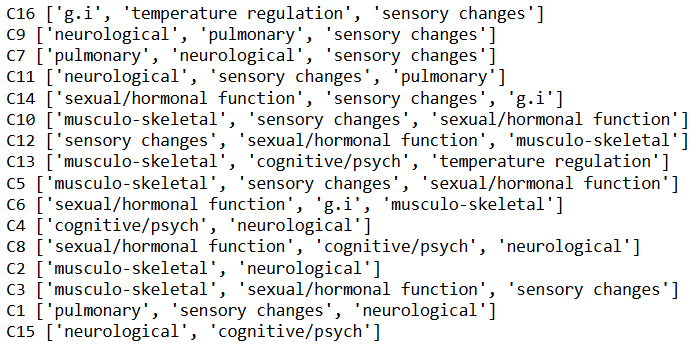 C16 ['g.i', 'temperature regulation', 'sensory changes']
C9 ['neurological', 'pulmonary', 'sensory changes']
C7 ['pulmonary', 'neurological', 'sensory changes']
C11 ['neurological', 'sensory changes', 'pulmonary']
C14 ['sexual/hormonal function', 'sensory changes', 'g.i']
C10 ['musculo-skeletal', 'sensory changes', 'sexual/hormonal function']
C12 ['sensory changes', 'sexual/hormonal function', 'musculo-skeletal']
C13 ['musculo-skeletal', 'cognitive/psych', 'temperature regulation']
C5 ['musculo-skeletal', 'sensory changes', 'sexual/hormonal function']
C6 ['sexual/hormonal function', 'g.i', 'musculo-skeletal']
C4 ['cognitive/psych', 'neurological']
C8 ['sexual/hormonal function', 'cognitive/psych', 'neurological']
C2 ['musculo-skeletal', 'neurological']
C3 ['musculo-skeletal', 'sexual/hormonal function', 'sensory changes']
C1 ['pulmonary', 'sensory changes', 'neurological']
C15 ['neurological', 'cognitive/psych']